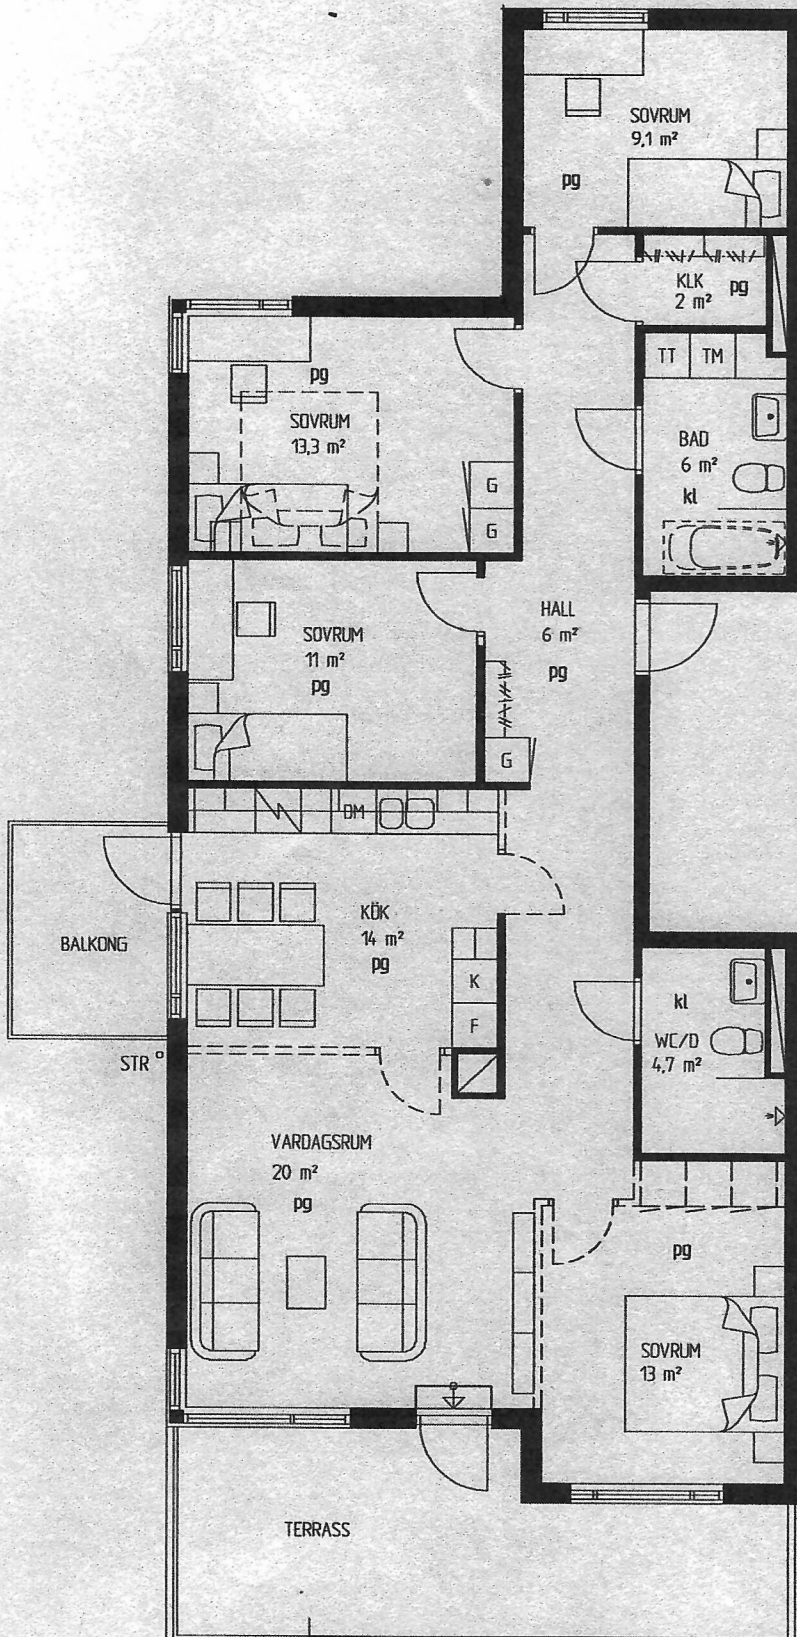 SOVRUM
9,1 m²
pg
KLK
2 m²
pg
TT TM
BAD
6 m²
kl
pg
SOVRUM
13,3 m²
G
G
HALL
6 m²
pg
SOVRUM
11 m²
pg
G
DM
KÖK
14 m²
pg
K
F
BALKONG
STR
kl
WC/D
4,7 m²
VARDAGSRUM
20 m²
pg
pg
SOVRUM
13 m²
TERRASS